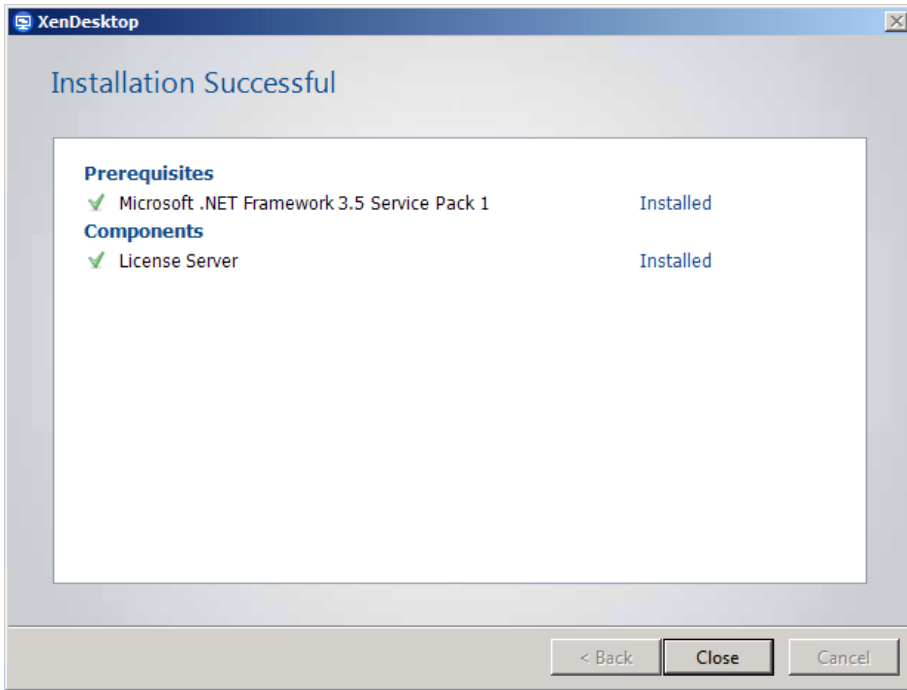 XenDesktop
Installation Successful
Prerequisites
Microsoft .NET Framework 3.5 Service Pack 1 Installed
Components
License Server Installed
< Back Close Cancel